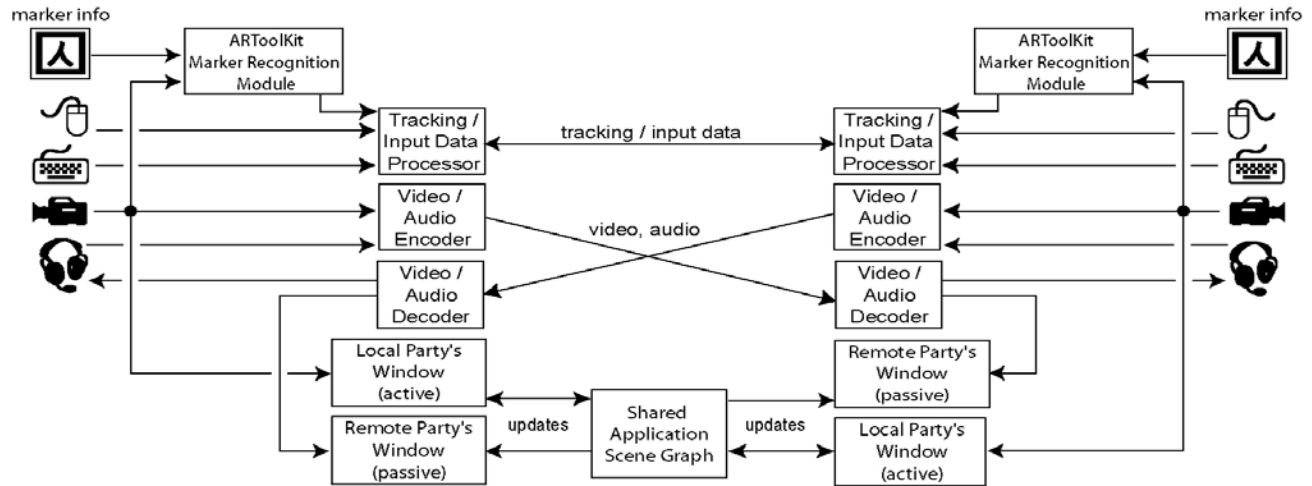 marker info
marker info
ARToolKit
Marker Recognition
Module
ARToolKit
Marker Recognition
Module
Tracking /
Input Data
Processor
tracking / input data
Tracking /
Input Data
Processor
Video /
Audio
Encoder
video, audio
Video /
Audio
Encoder
Video /
Audio
Decoder
Video /
Audio
Decoder
Local Party's
Window
(active)
Remote Party's
Window
(passive)
Remote Party's
Window
(passive)
updates
Shared
Application
Scene Graph
updates
Local Party's
Window
(active)